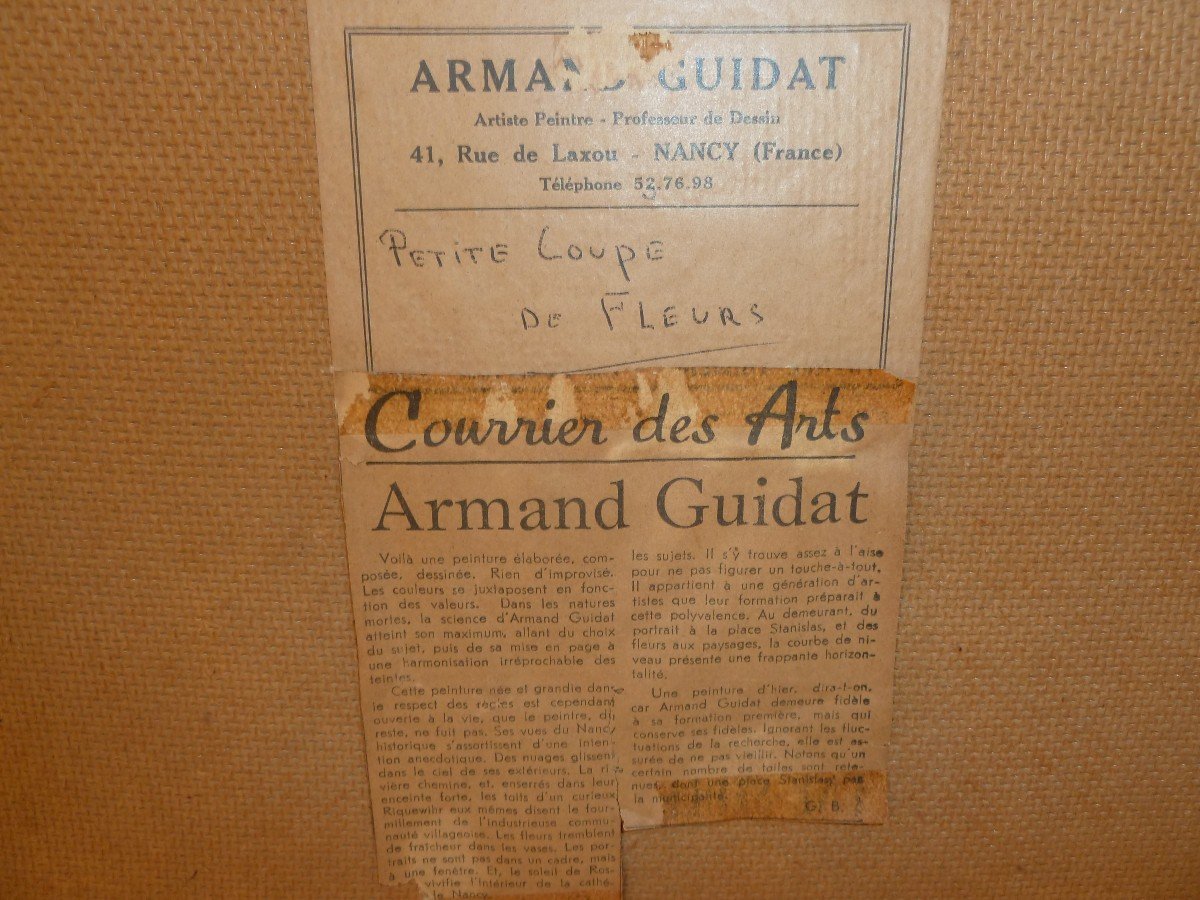 ARMAND GUIDAT
Artiste Peintre - Professeur de Dessin
41, Rue de Laxou - NANCY (France)
Téléphone 52.76.98
PETITE COUPE
DE FLEURS
Courrier des Arts
Armand Guidat
Voilà une peinture élaborée, com-
posée, dessinée. Rien d'improvisé.
Les couleurs se juxtaposent en fonc-
tion des valeurs. Dans les natures
mortes, la science d'Armand Guidat
atteint son maximum, allant du choix
du sujet, puis de sa mise en page à
une harmonisation irréprochable des
teintes.
Cette peinture née et grandie dans
le respect des règles est cependant
ouverte à la vie, que le peintre, du
reste, ne fuit pas. Ses vues du Nancy
historique s'assortissent d'une inten-
tion anecdotique. Des nuages glissent
dans le ciel de ses extérieurs. La ri-
vière chemine, et, enserrés dans leur
enceinte forte, les toits d'un curieux
Riquewihr eux mêmes disent le four-
millement de l'industrieuse commu-
nauté villageoise. Les fleurs tremblent
de fraîcheur dans les vases. Les por-
traits ne sont pas dans un cadre, mais
à une fenêtre. Et, le soleil de Ros-
vivifie l'intérieur de la cathé-
le Nancy.
les sujets. Il s'y trouve assez à l'aise
pour ne pas figurer un touche-à-tout.
Il appartient à une génération d'ar-
tistes que leur formation préparait à
cette polyvalence. Au demeurant, du
portrait à la place Stanislas, et des
fleurs aux paysages, la courbe de ni-
veau présente une frappante horizon-
talité.
Une peinture d'hier, dira-t-on,
car Armand Guidat demeure fidèle
à sa formation première, mais qui
conserve ses fidèles. Ignorant les fluc-
tuations de la recherche, elle est as-
surée de ne pas vieillir. Notons qu'un
certain nombre de toiles sont rete-
nues, dont une place Stanislas, par
la municipalité.
G. B.